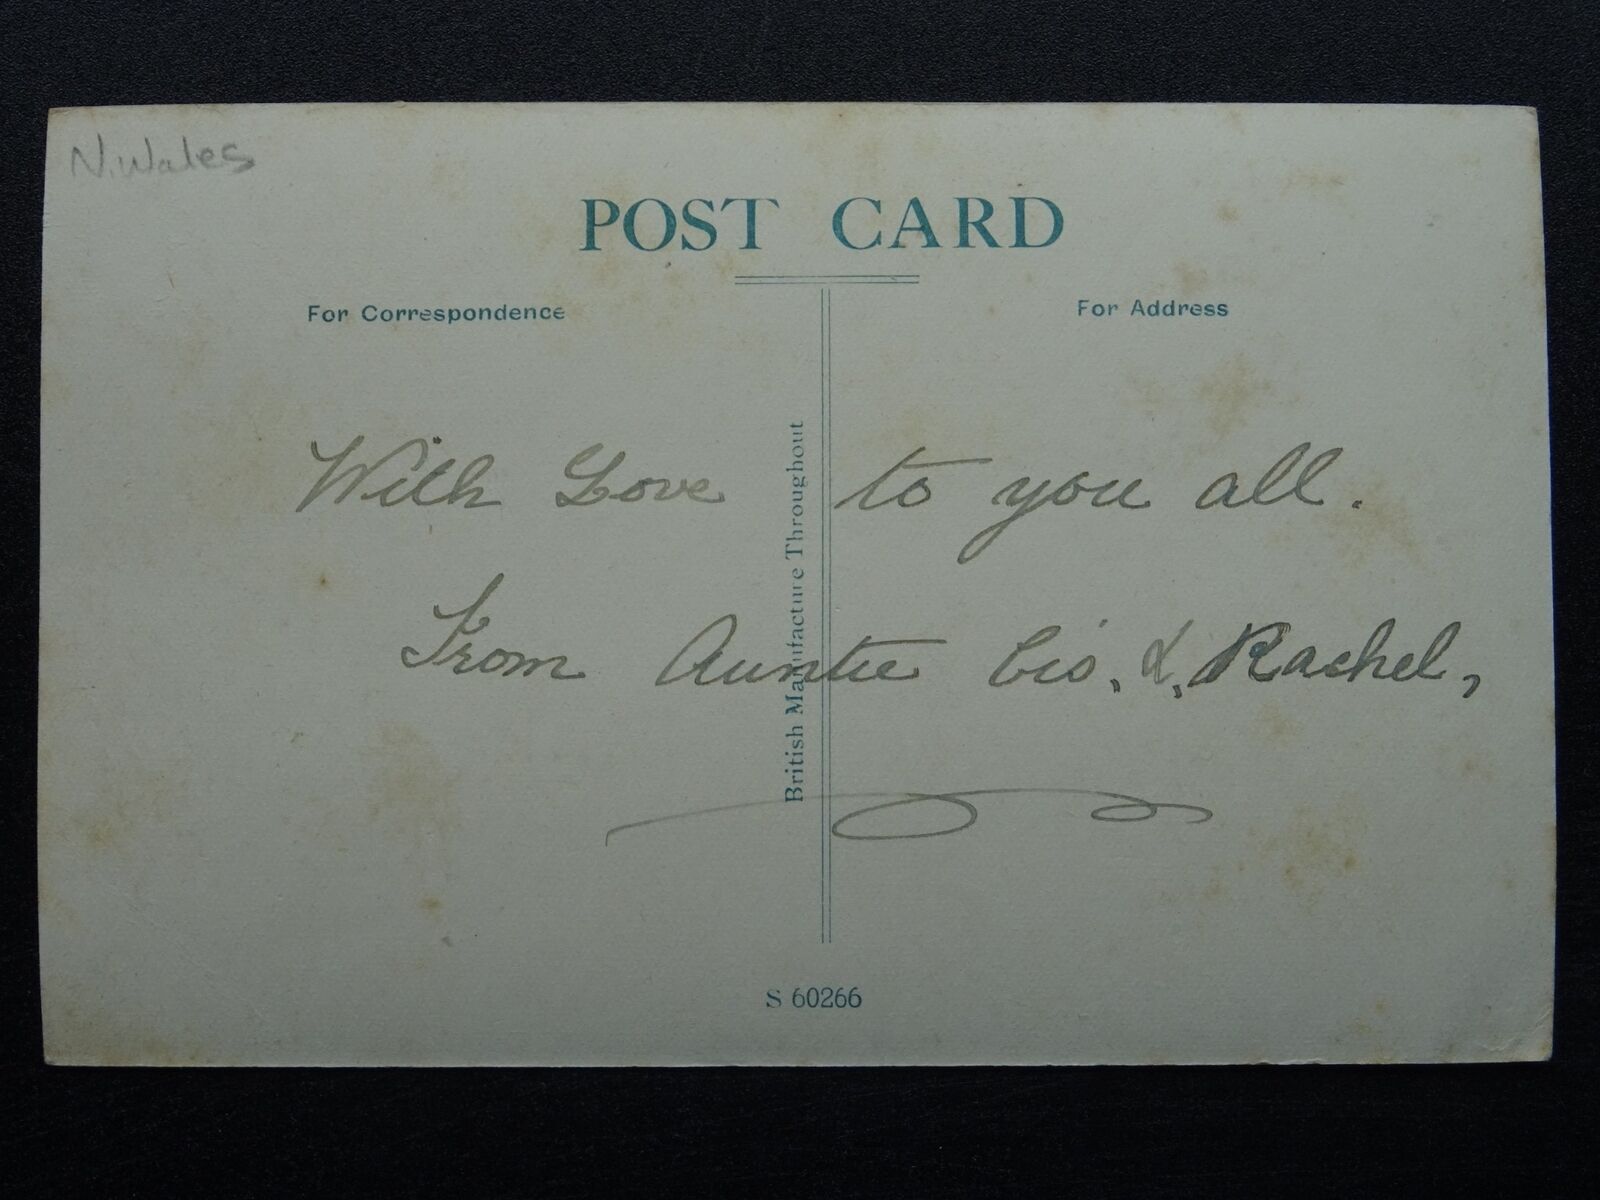 N. Wales
POST CARD
For Correspondence
For Address
With Love to you all.
From Auntie Cis, &, Rachel,
British Manufacture Throughout
S 60266